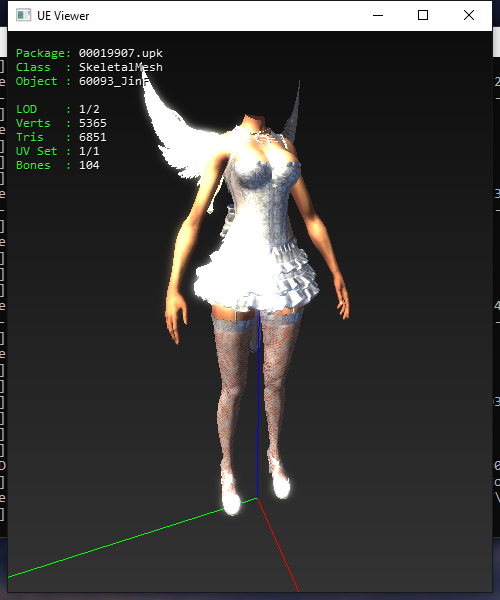 UE Viewer
Package: 00019907.upk
Class : SkeletalMesh
Object : 60093_Jin
LOD : 1/2
Verts : 5365
Tris : 6851
UV Set : 1/1
Bones : 104